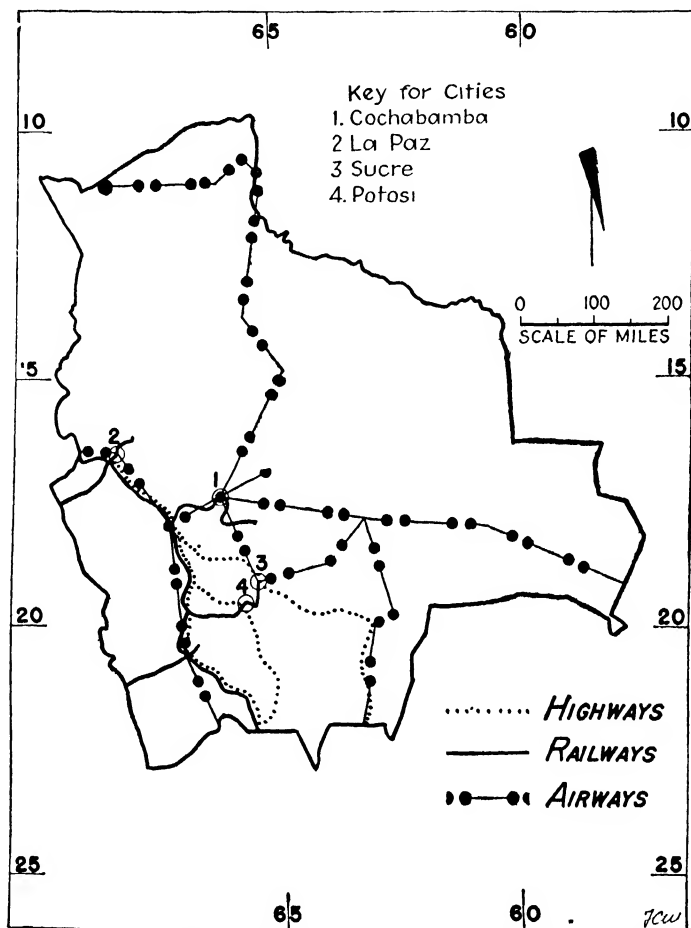 65 60
Key for Cities
1. Cochabamba
2 La Paz
3 Sucre
4. Potosi
10 10
0 100 200
SCALE OF MILES
'5 15
2
1
3
4
20 20
HIGHWAYS
RAILWAYS
AIRWAYS
25 25
65 60
JCW